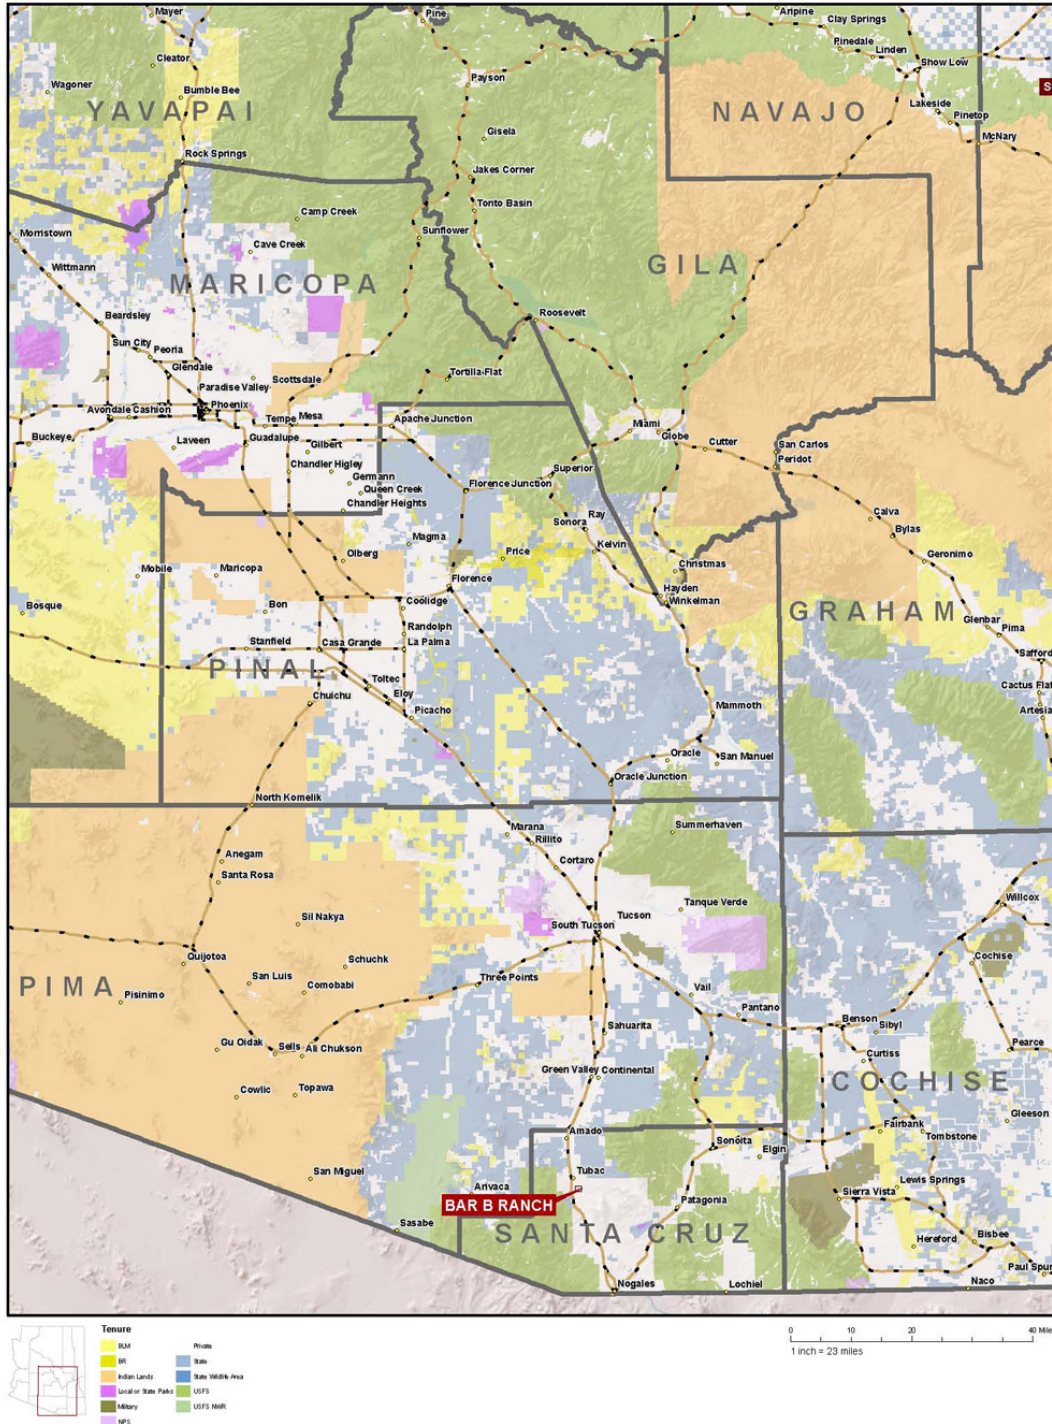 Mayer
Pine
Aripine
Clay Springs
Pinedale
Linden
Cleator
Show Low
Wagoner
Payson
S
Bumble Bee
YAVAPAI
NAVAJO
Lakeside
Pinetop
Gisela
McNary
Rock Springs
Jakes Corner
Camp Creek
Tonto Basin
Morristown
Sunflower
Cave Creek
Wittmann
MARICOPA
GILA
Beardsley
Roosevelt
Sun City
Peoria
Glendale
Tortilla Flat
Paradise Valley
Scottsdale
Phoenix
Avondale Cashion
Tempe Mesa
Apache Junction
Buckeye
Laveen
Guadalupe
Gilbert
Miami
Globe
Cutter
San Carlos
Peridot
Chandler Higley
Superior
Germann
Queen Creek
Florence Junction
Chandler Heights
Ray
Sonora
Calva
Bylas
Magma
Kelvin
Olberg
Price
Geronimo
Mobile
Maricopa
Christmas
Florence
Hayden
Winkelman
Bosque
Bon
Coolidge
GRAHAM
Glenbar
Pima
Randolph
Stanfield
Casa Grande
La Palma
Safford
PINAL
Toltec
Cactus Flat
Chuichu
Eloy
Picacho
Mammoth
Artesia
Oracle
San Manuel
Oracle Junction
North Komelik
Marana
Rillito
Summerhaven
Anegam
Cortaro
Santa Rosa
Willcox
Sil Nakya
Tucson
Tanque Verde
South Tucson
Quijotoa
Schuchk
Cochise
PIMA
San Luis
Three Points
Comobabi
Vail
Pisinimo
Pantano
Benson
Sibyl
Sahuarita
Gu Oidak
Sells
Ali Chukson
Pearce
Curtiss
Green Valley
Continental
COCHISE
Cowlic
Topawa
Gleeson
Fairbank
Tombstone
Amado
Sonoita
Elgin
San Miguel
Tubac
Arivaca
Lewis Springs
Sierra Vista
BAR B RANCH
Patagonia
Sasabe
SANTA CRUZ
Hereford
Bisbee
Paul Spur
Nogales
Lochiel
Naco
Tenure
BLM
BR
Indian Lands
Local or State Parks
Military
NPS
Private
State
State Wildlife Area
USFS
USFS NWR
0 10 20 40 Mile
1 inch = 23 miles